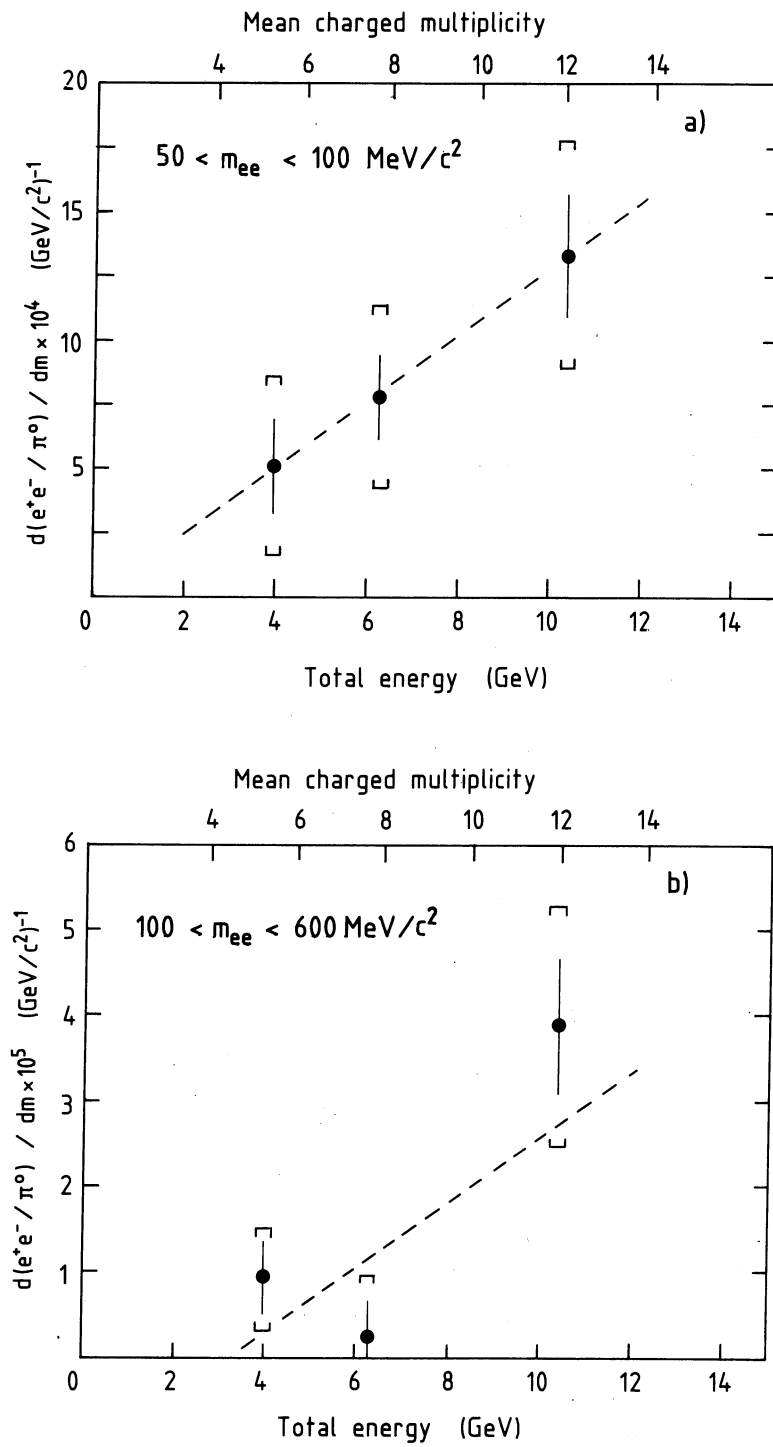 Mean charged multiplicity
4 6 8 10 12 14
20
a)
50 < mₑₑ < 100 MeV/c²
15
10
5
d(e⁺e⁻/π⁰)/dm×10⁴ (GeV/c²)⁻¹
0 2 4 6 8 10 12 14
Total energy (GeV)
Mean charged multiplicity
4 6 8 10 12 14
6
b)
100 < mₑₑ < 600 MeV/c²
5
4
3
2
1
d(e⁺e⁻/π⁰)/dm×10⁵ (GeV/c²)⁻¹
0 2 4 6 8 10 12 14
Total energy (GeV)